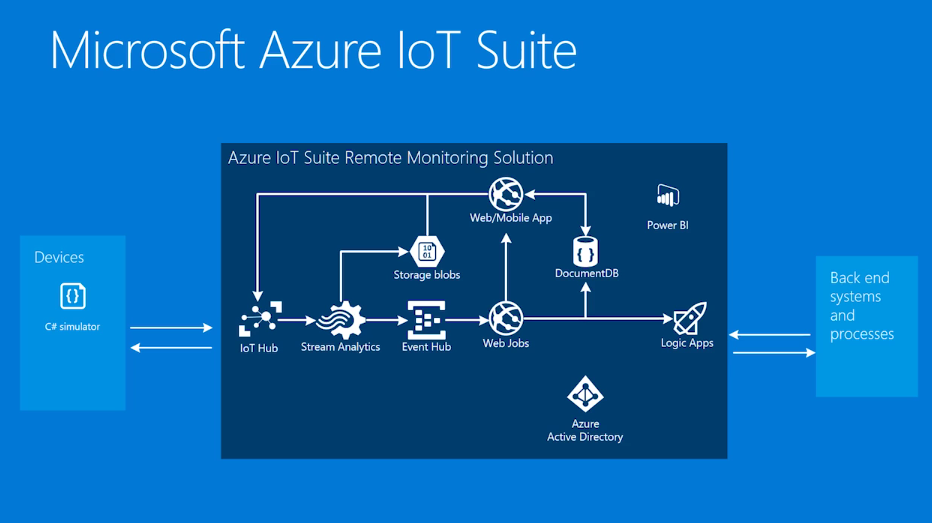 Microsoft Azure IoT Suite
Azure IoT Suite Remote Monitoring Solution
Web/Mobile App
Power BI
Devices
C# simulator
Storage blobs
DocumentDB
Back end
systems
and
processes
IoT Hub
Stream Analytics
Event Hub
Web Jobs
Logic Apps
Azure
Active Directory
{ }
10
01
{ }